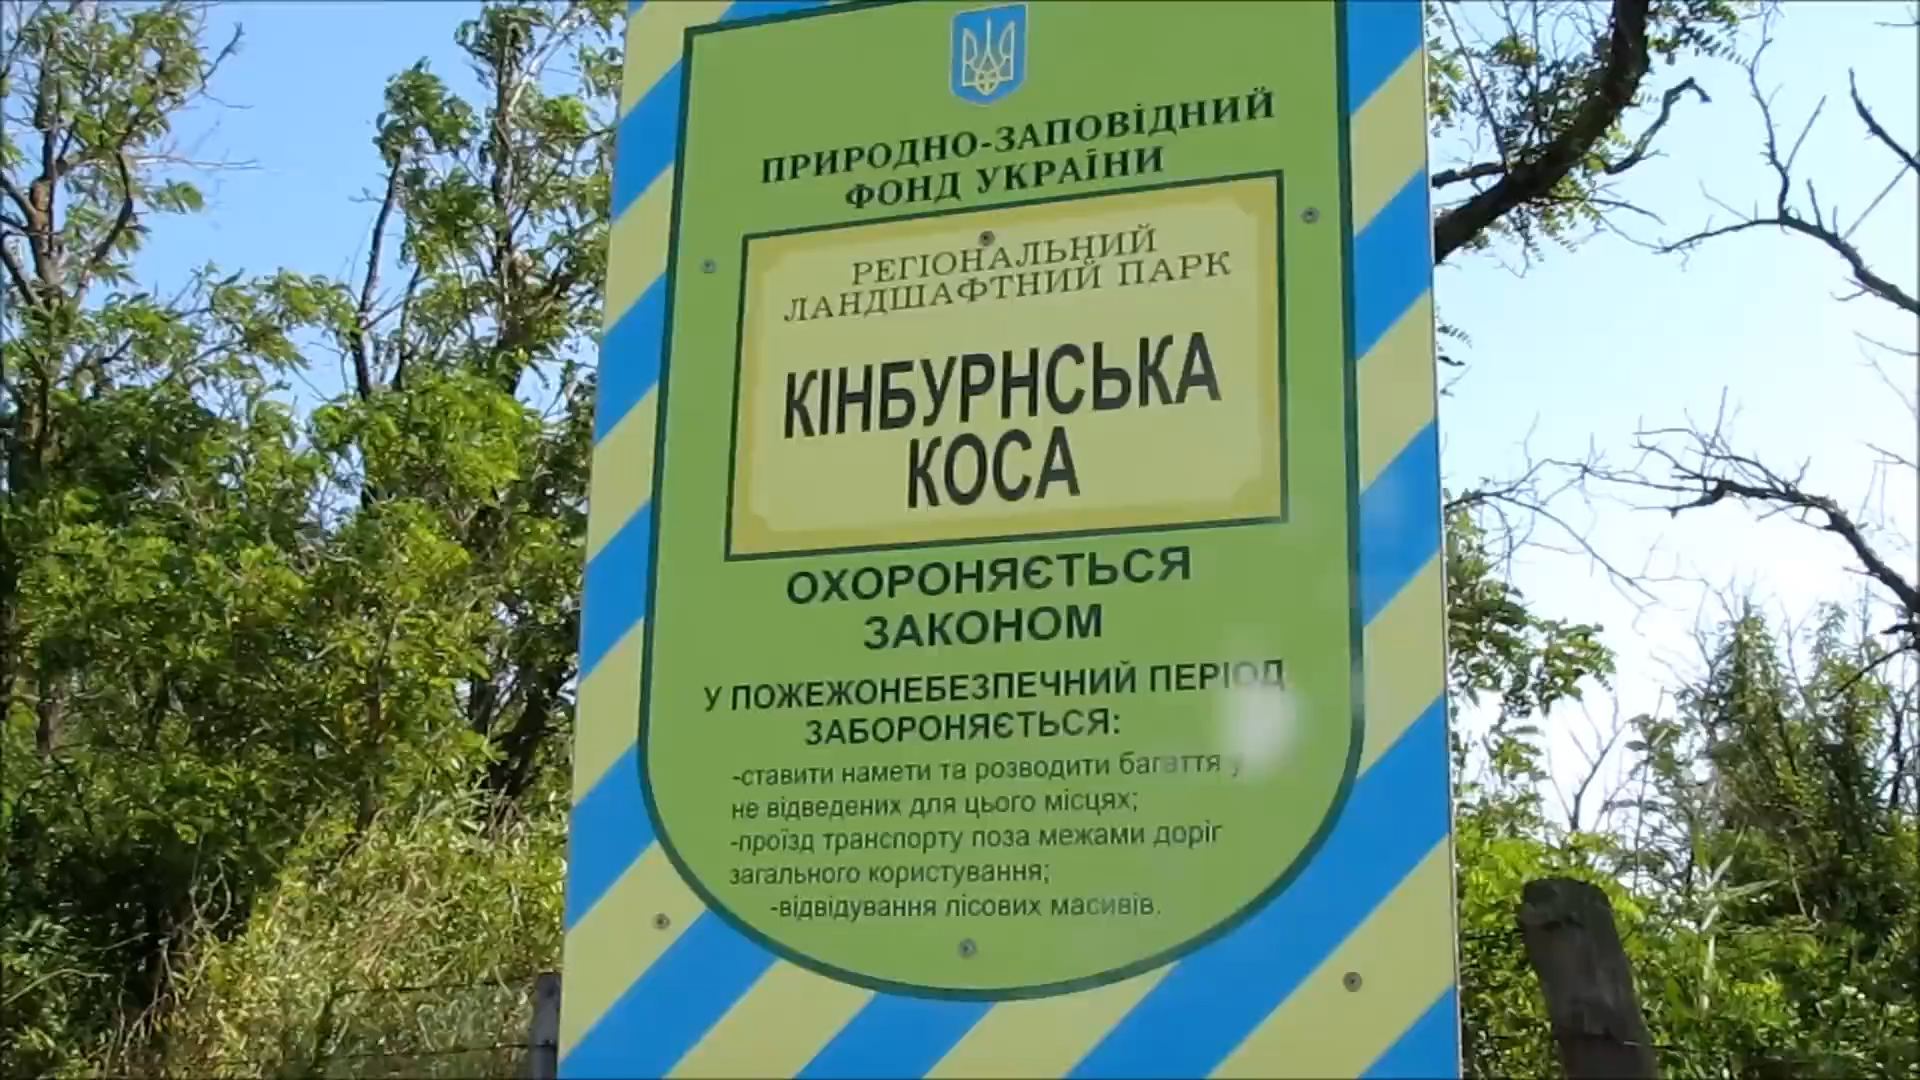 ПРИРОДНО-ЗАПОВІДНИЙ
ФОНД УКРАЇНИ
РЕГІОНАЛЬНИЙ
ЛАНДШАФТНИЙ ПАРК
КІНБУРНСЬКА
КОСА
ОХОРОНЯЄТЬСЯ
ЗАКОНОМ
У ПОЖЕЖОНЕБЕЗПЕЧНИЙ ПЕРІОД
ЗАБОРОНЯЄТЬСЯ:
-ставити намети та розводити багаття у
не відведених для цього місцях;
-проїзд транспорту поза межами доріг
загального користування;
-відвідування лісових масивів.